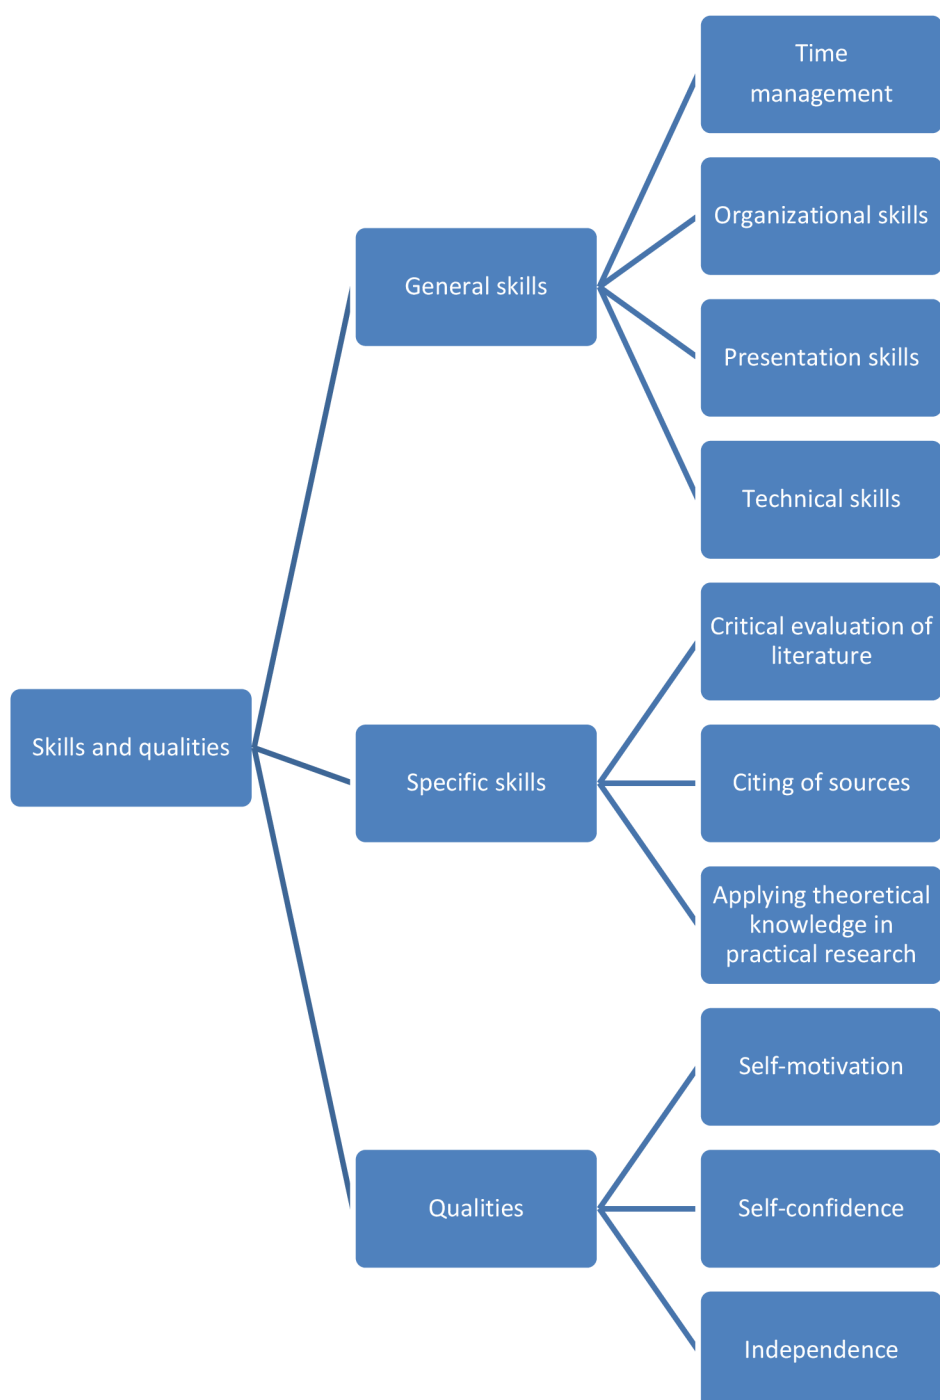 Skills and qualities
General skills
Time
management
Organizational skills
Presentation skills
Technical skills
Specific skills
Critical evaluation of
literature
Citing of sources
Applying theoretical
knowledge in
practical research
Qualities
Self-motivation
Self-confidence
Independence